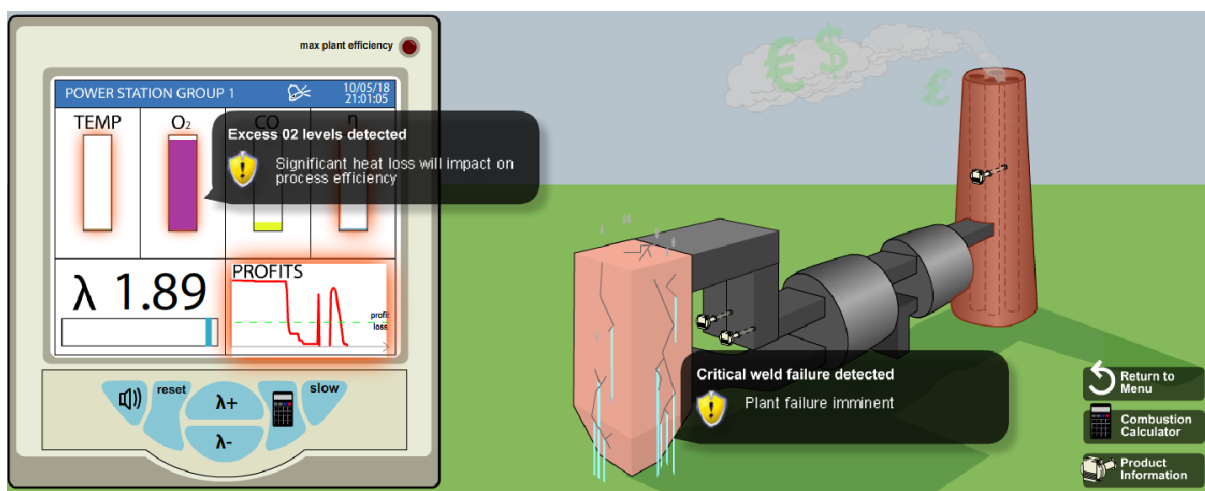 max plant efficiency
POWER STATION GROUP 1
10/05/18
21:01:05
TEMP
O₂
CO
η
Excess 02 levels detected
Significant heat loss will impact on
process efficiency
λ 1.89
PROFITS
profit
loss
reset
slow
λ+
λ-
€
$
£
Critical weld failure detected
Plant failure imminent
Return to
Menu
Combustion
Calculator
Product
Information